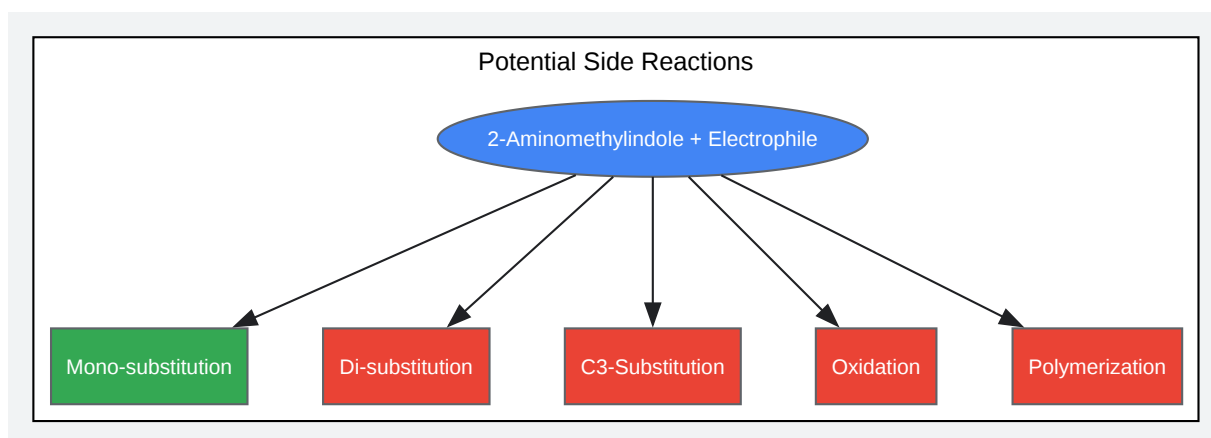 Potential Side Reactions
2-Aminomethylindole + Electrophile
Mono-substitution
Di-substitution
C3-Substitution
Oxidation
Polymerization